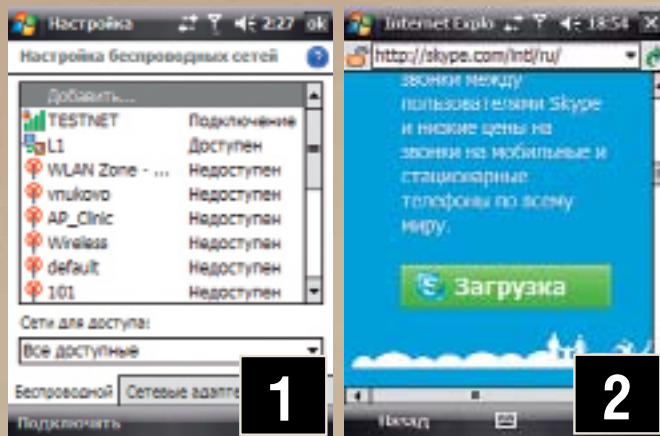 Настройка 2:27 ok
Настройка беспроводных сетей
Добавить...
TESTNET Подключение
L1 Доступен
WLAN Zone - ... Недоступен
vnukovo Недоступен
AP_Clinic Недоступен
Wireless Недоступен
default Недоступен
101 Недоступен
Сети для доступа:
Все доступные
Беспроводной Сетевые адапте
Подключить
1
Internet Explo 18:54
http://skype.com/intl/ru/
звонки между
пользователями Skype
и низкие цены на
звонки на мобильные и
стационарные
телефоны по всему
миру.
Загрузка
Назад
2